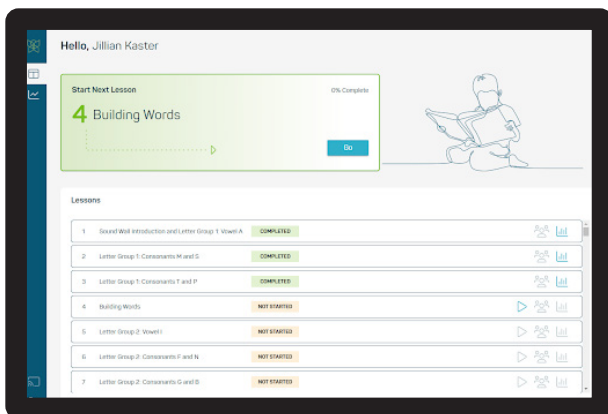 Hello, Jillian Kaster
Start Next Lesson
0% Complete
4 Building Words
Go
Lessons
1 Sound Wall Introduction and Letter Group 1: Vowel A COMPLETED
2 Letter Group 1: Consonants M and S COMPLETED
3 Letter Group 1: Consonants T and P COMPLETED
4 Building Words NOT STARTED
5 Letter Group 2: Vowel I NOT STARTED
6 Letter Group 2: Consonants F and N NOT STARTED
7 Letter Group 2: Consonants G and B NOT STARTED